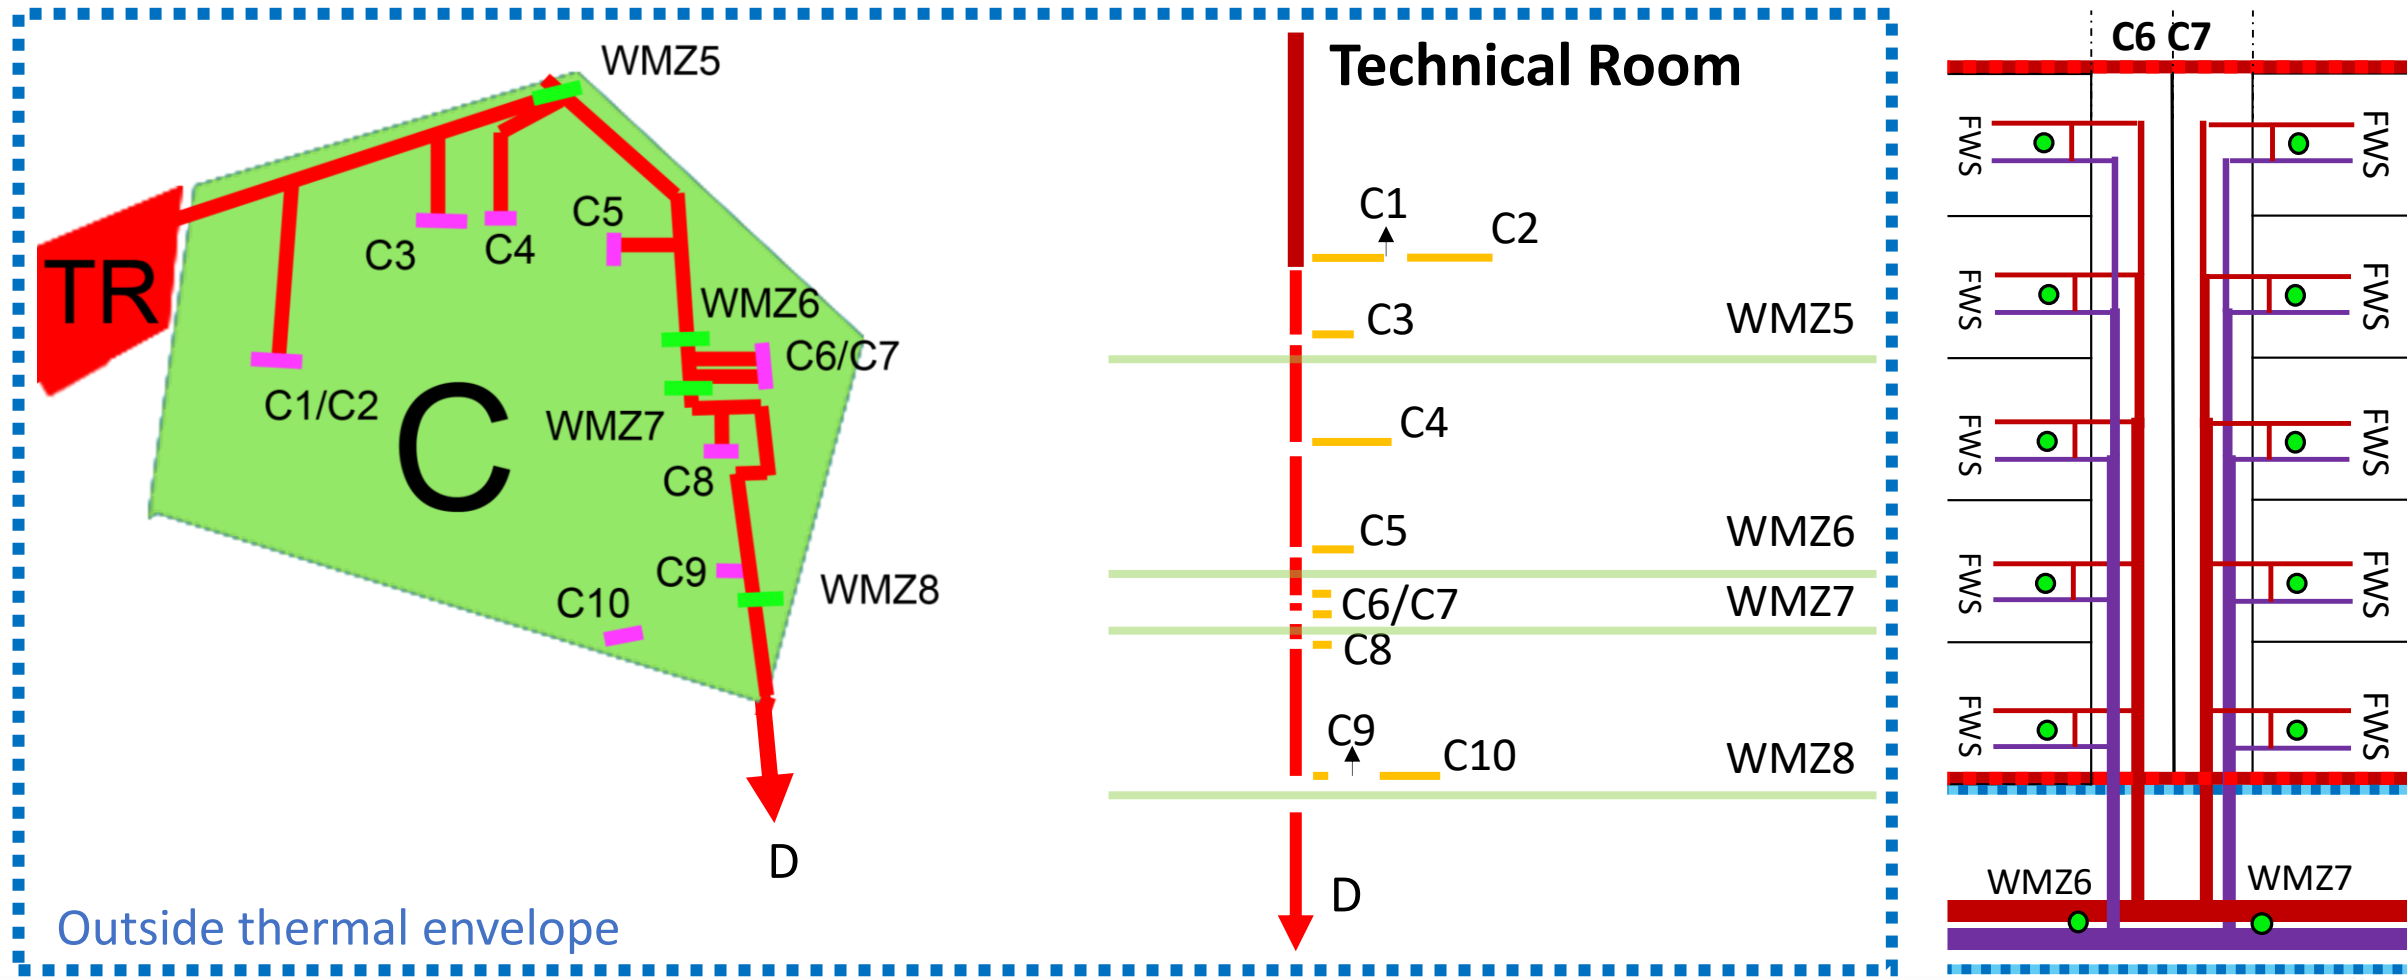 WMZ5
TR
C3
C4
C5
WMZ6
C6/C7
C1/C2
C
WMZ7
C8
C9
C10
WMZ8
D
Outside thermal envelope
Technical Room
C1
C2
C3
WMZ5
C4
C5
WMZ6
C6/C7
WMZ7
C8
C9
C10
WMZ8
D
C6 C7
FWS
FWS
FWS
FWS
FWS
FWS
FWS
FWS
FWS
FWS
WMZ6
WMZ7